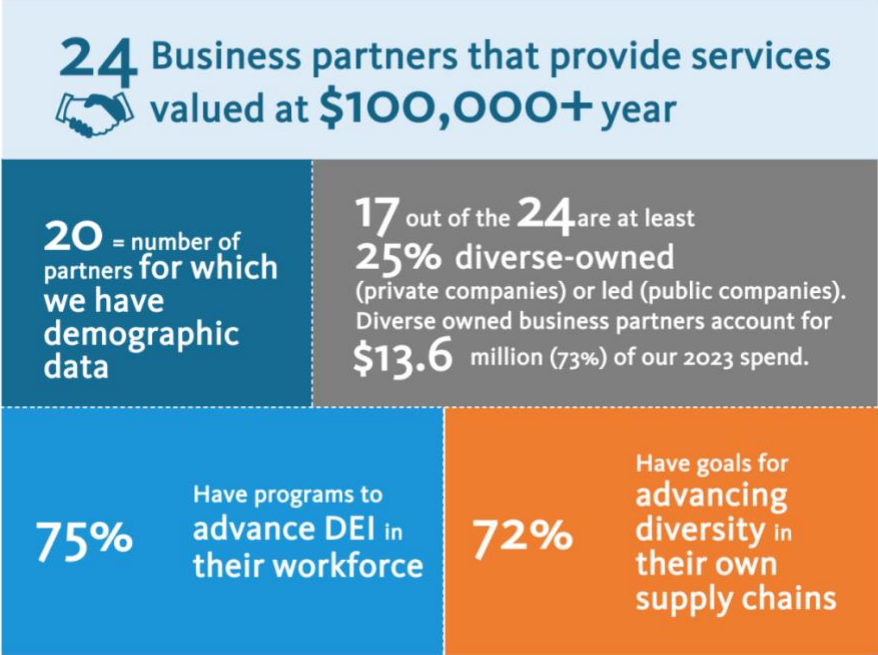 24 Business partners that provide services
valued at $100,000+ year
20 = number of
partners for which
we have
demographic
data
17 out of the 24 are at least
25% diverse-owned
(private companies) or led (public companies).
Diverse owned business partners account for
$13.6 million (73%) of our 2023 spend.
75%
Have programs to
advance DEI in
their workforce
72%
Have goals for
advancing
diversity in
their own
supply chains